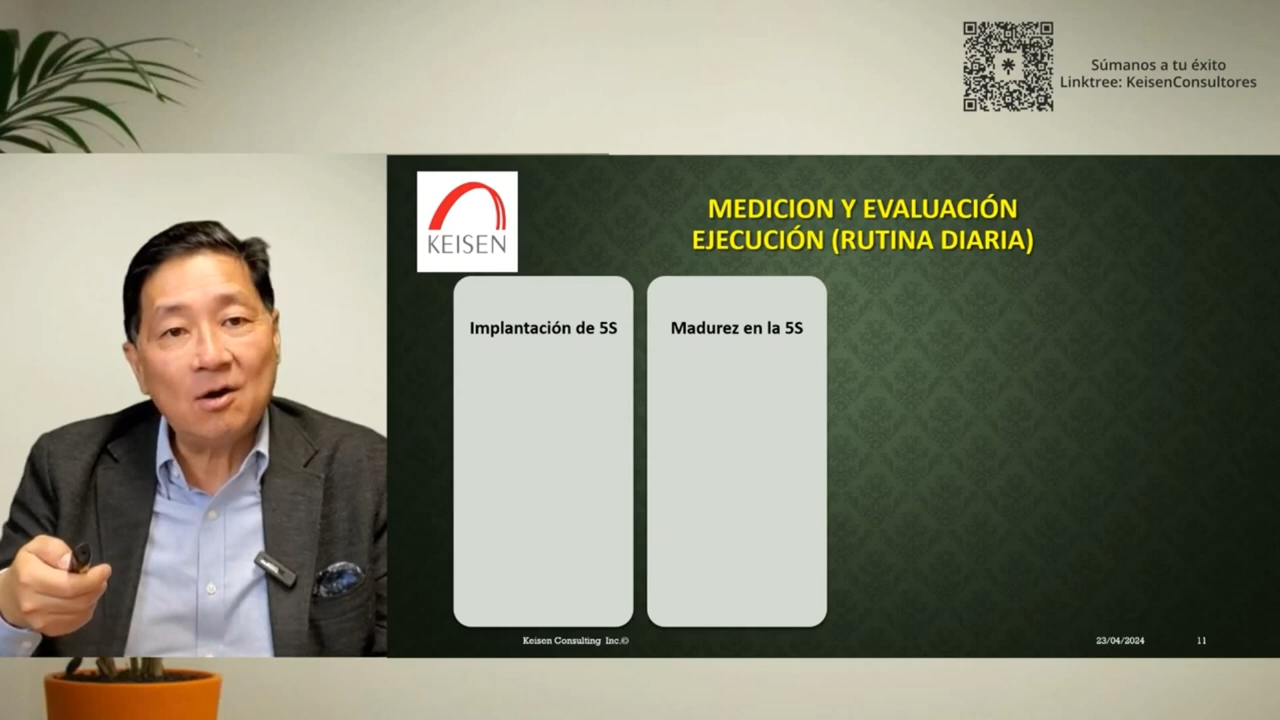 Súmanos a tu éxito
Linktree: KeisenConsultores
KEISEN
MEDICION Y EVALUACIÓN
EJECUCIÓN (RUTINA DIARIA)
Implantación de 5S
Madurez en la 5S
Keisen Consulting Inc.©
23/04/2024
11